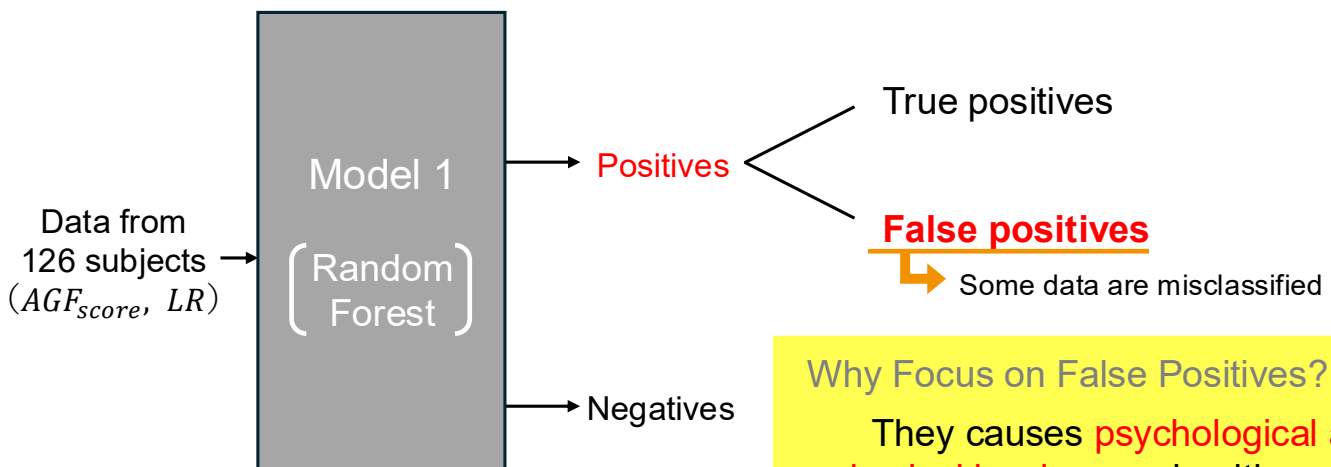 Data from
126 subjects
(AGF_score, LR)
Model 1
Random
Forest
Positives
Negatives
True positives
False positives
Some data are misclassified
Why Focus on False Positives?
They causes psychological